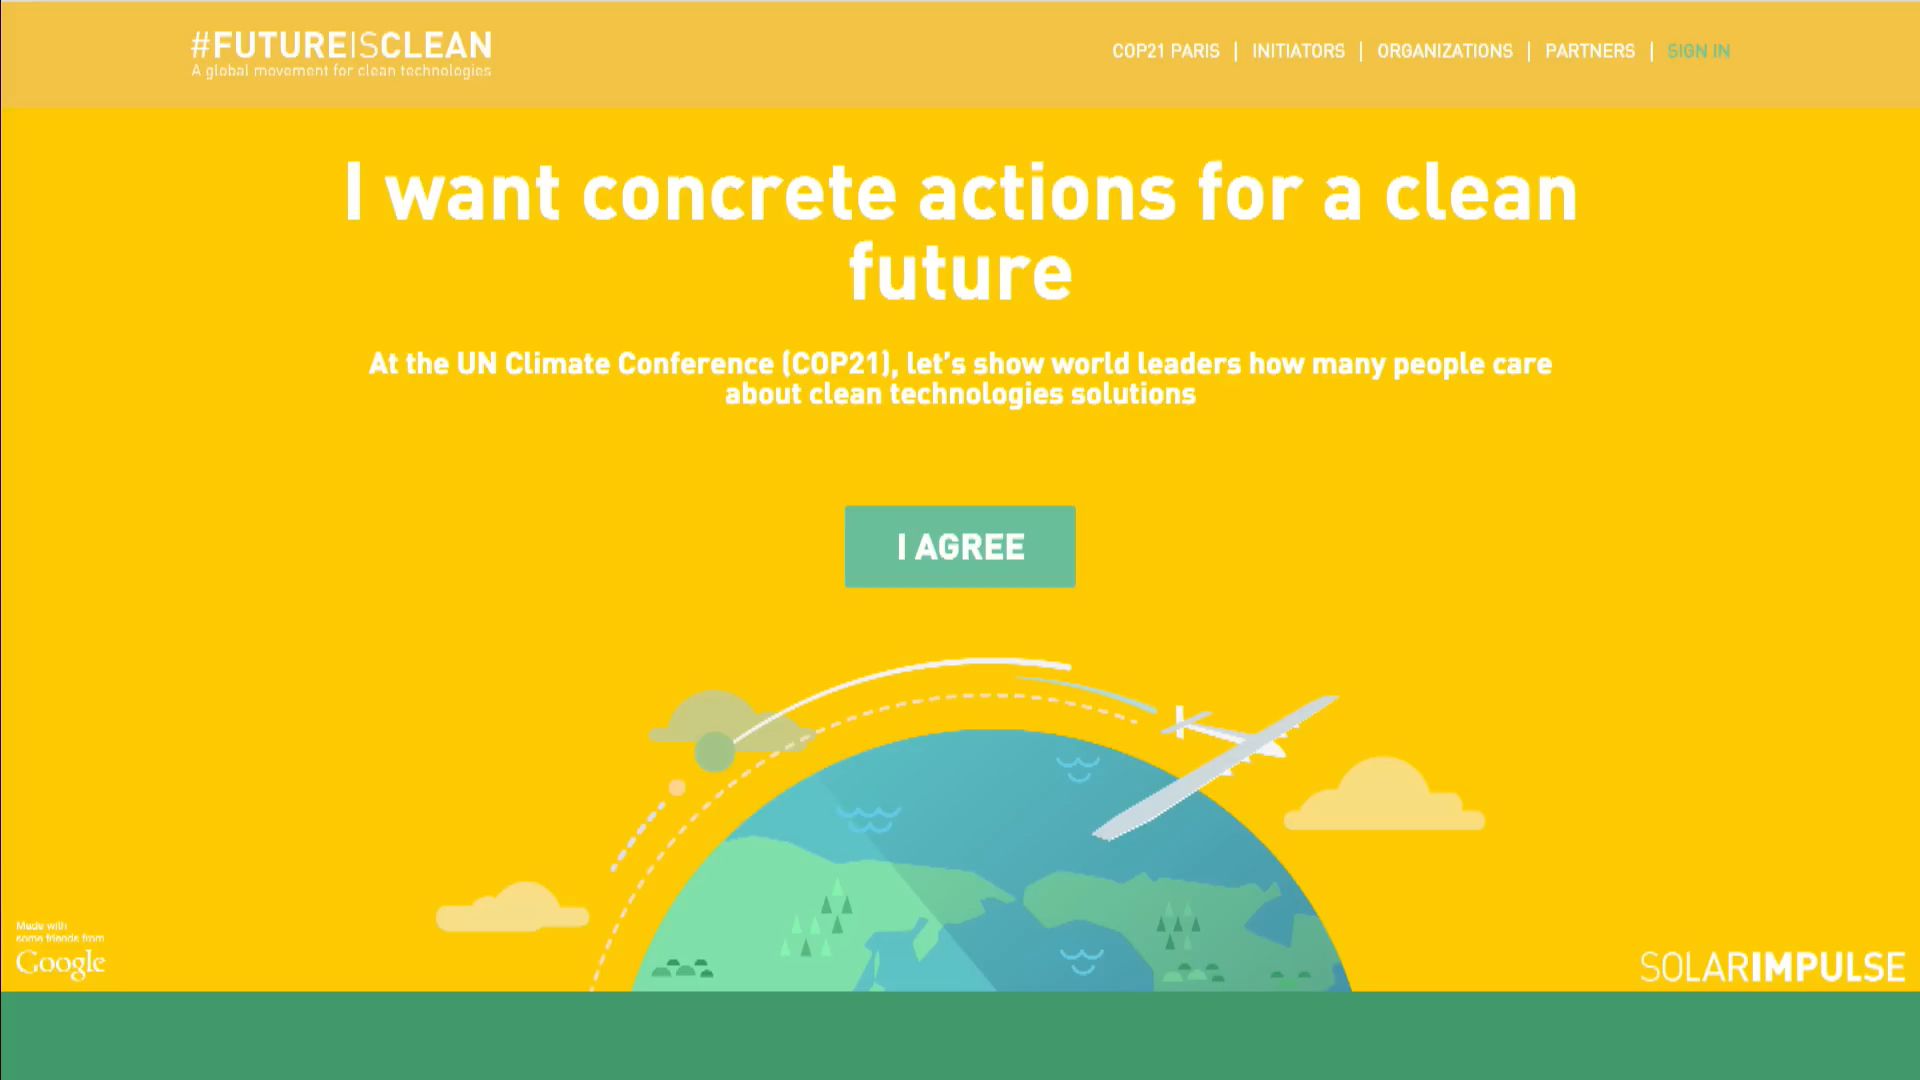 #FUTUREISCLEAN
A global movement for clean technologies
COP21 PARIS | INITIATORS | ORGANIZATIONS | PARTNERS | SIGN IN
I want concrete actions for a clean
future
At the UN Climate Conference (COP21), let's show world leaders how many people care
about clean technologies solutions
I AGREE
Made with
some friends from
Google
SOLARIMPULSE